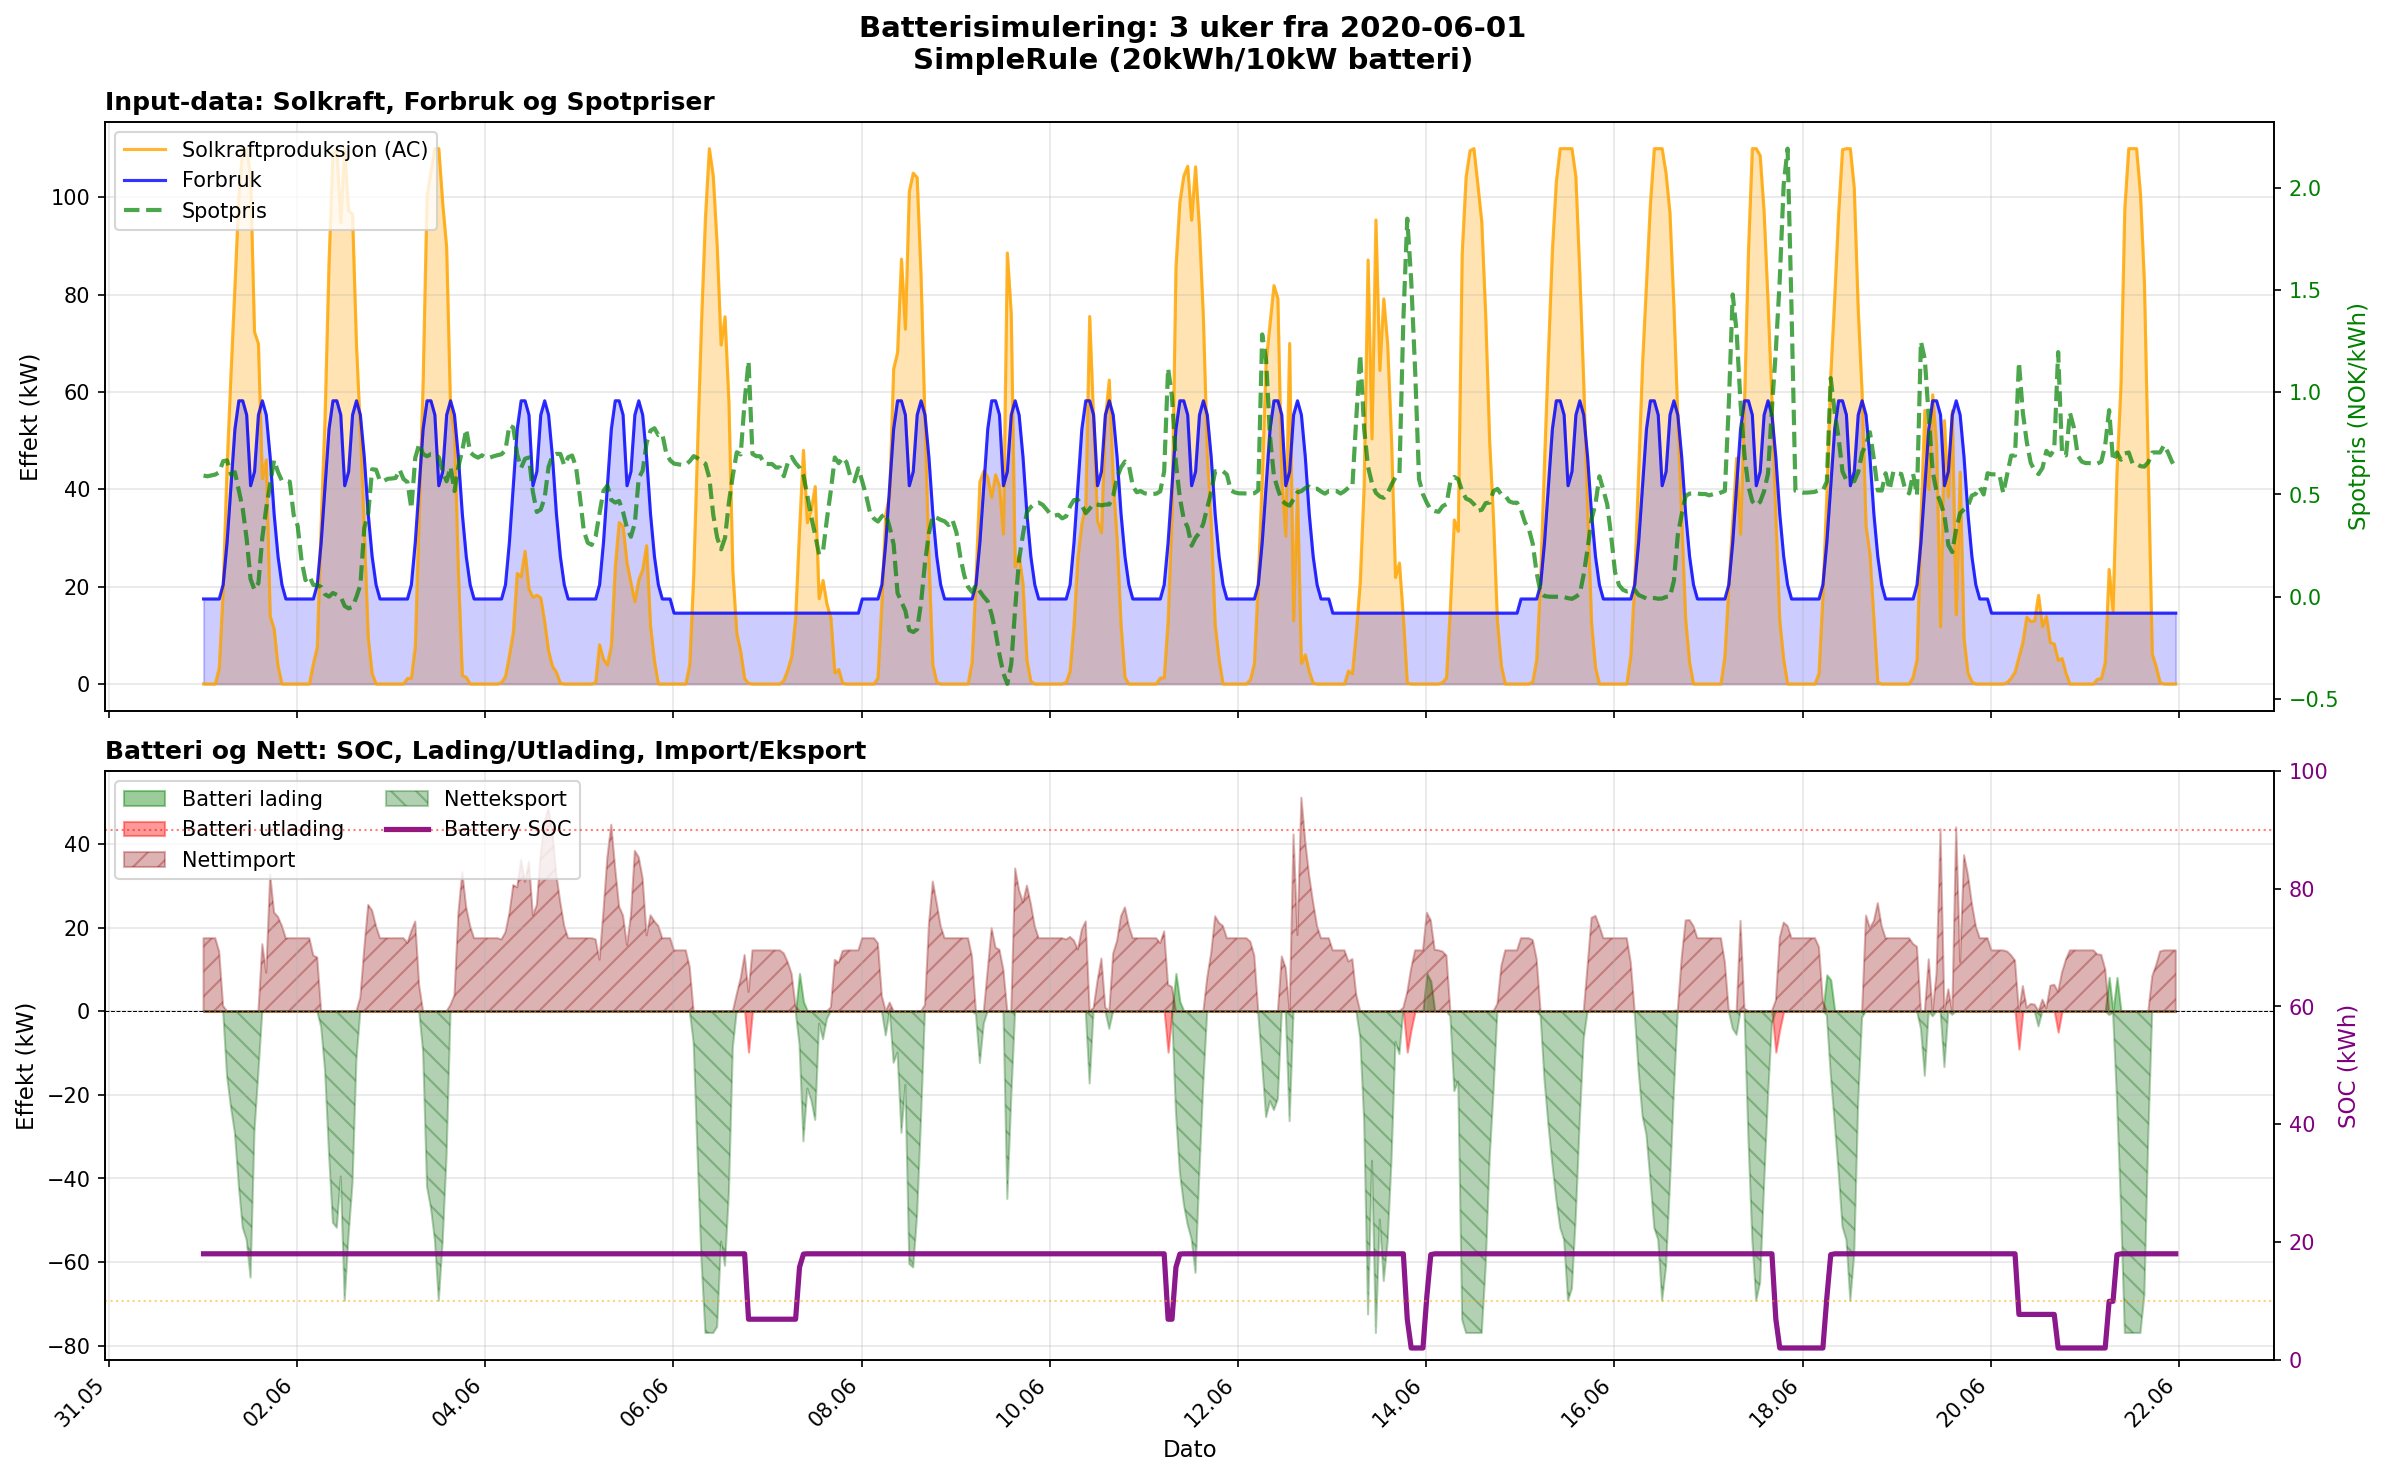 Batterisimulering: 3 uker fra 2020-06-01
SimpleRule (20kWh/10kW batteri)
Input-data: Solkraft, Forbruk og Spotpriser
Solkraftproduksjon (AC)
Forbruk
Spotpris
Effekt (kW)
100
80
60
40
20
0
2.0
1.5
1.0
0.5
0.0
−0.5
Spotpris (NOK/kWh)
Batteri og Nett: SOC, Lading/Utlading, Import/Eksport
Batteri lading
Batteri utlading
Nettimport
Netteksport
Battery SOC
Effekt (kW)
40
20
0
−20
−40
−60
−80
100
80
60
40
20
0
SOC (kWh)
31.05
02.06
04.06
06.06
08.06
10.06
12.06
14.06
16.06
18.06
20.06
22.06
Dato